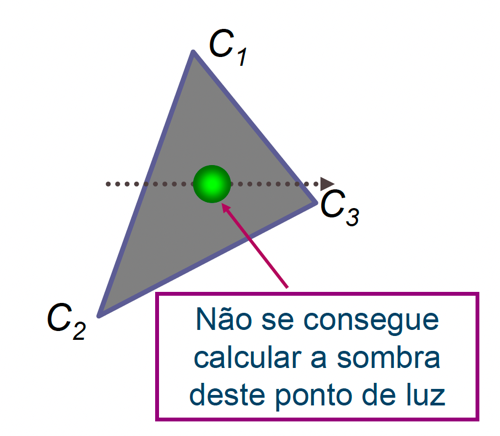 C1
C3
C2
Não se consegue
calcular a sombra
deste ponto de luz